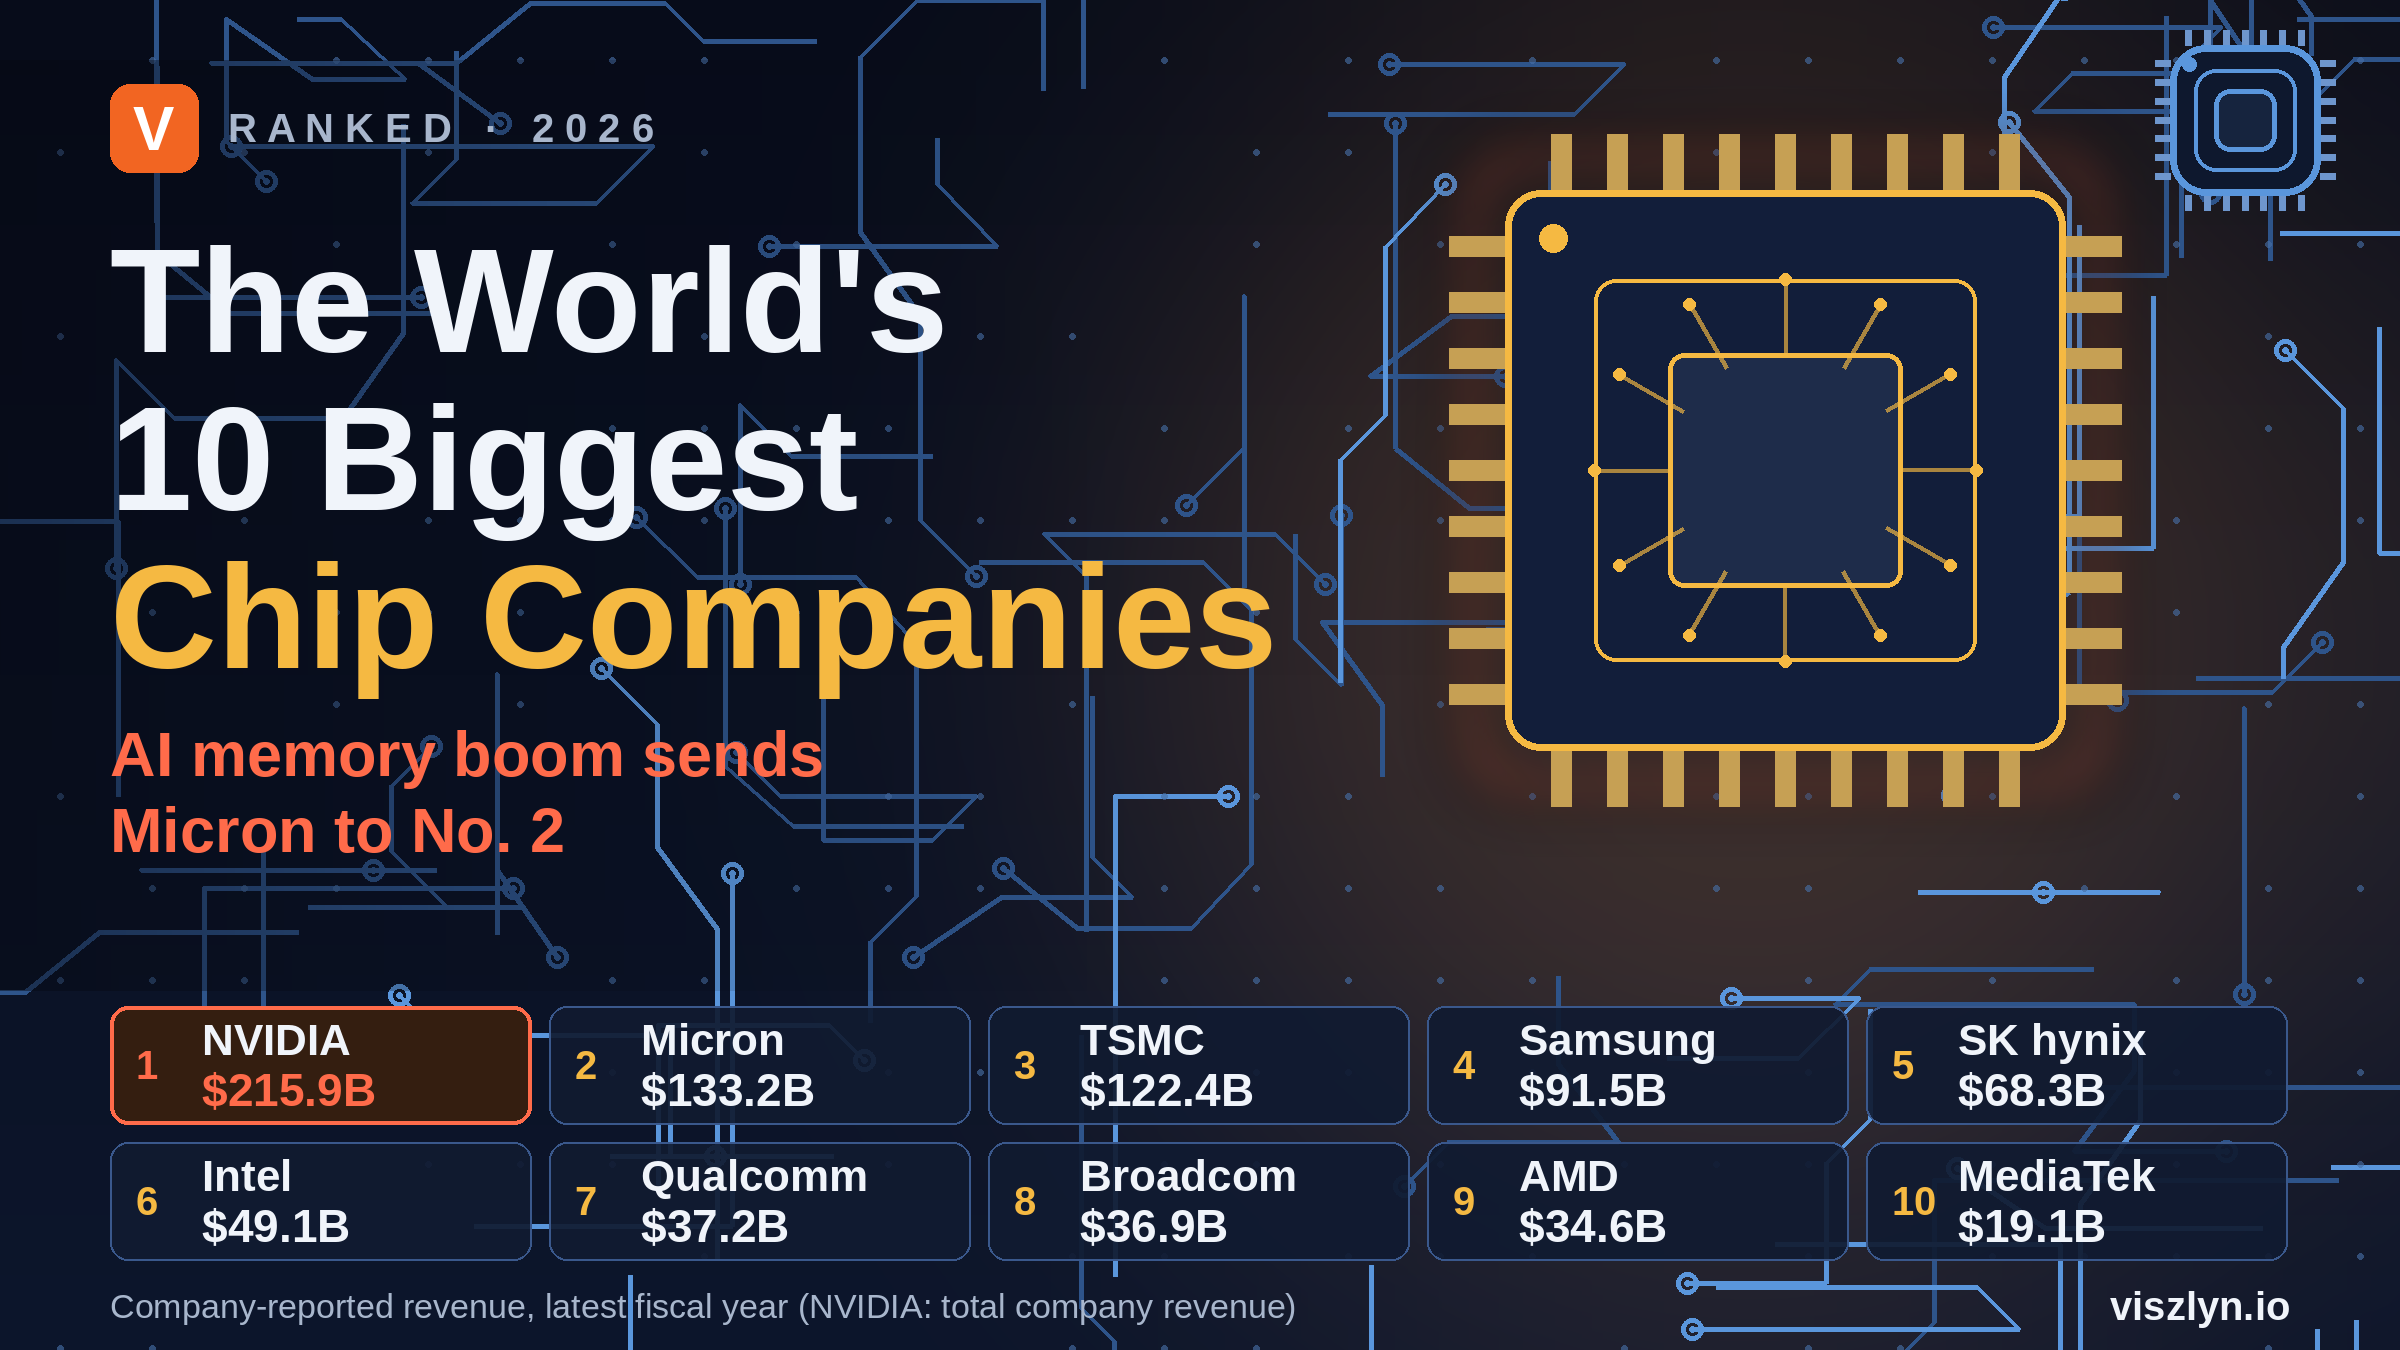 V RANKED · 2026
The World's
10 Biggest
Chip Companies
AI memory boom sends
Micron to No. 2
1 NVIDIA $215.9B
2 Micron $133.2B
3 TSMC $122.4B
4 Samsung $91.5B
5 SK hynix $68.3B
6 Intel $49.1B
7 Qualcomm $37.2B
8 Broadcom $36.9B
9 AMD $34.6B
10 MediaTek $19.1B
Company-reported revenue, latest fiscal year (NVIDIA: total company revenue)
viszlyn.io